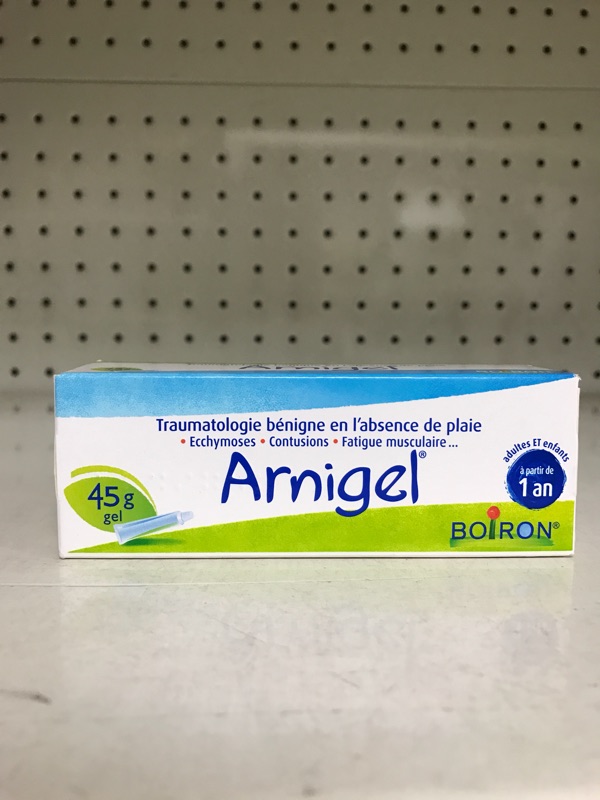 Arnigel
Traumatologie bénigne en l'absence de plaie
• Ecchymoses • Contusions • Fatigue musculaire...
Arnigel®
45 g
gel
adultes ET enfants
à partir de
1 an
BOIRON®